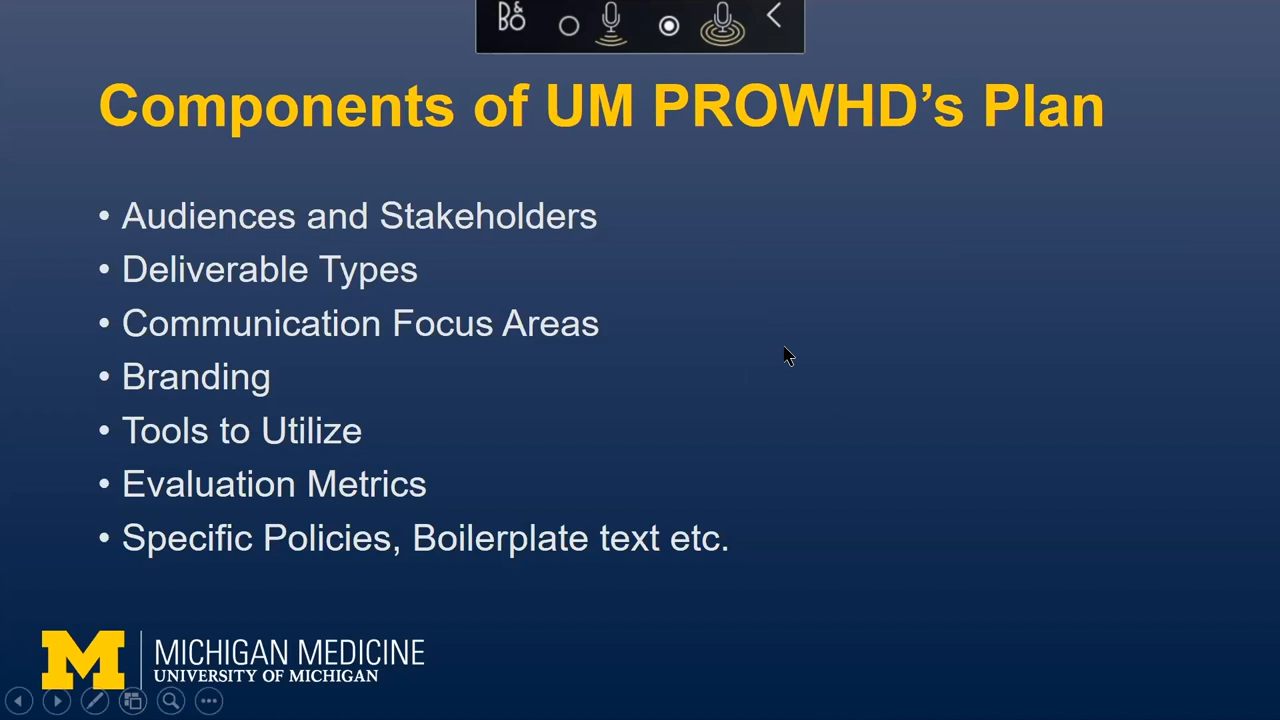 B&O
Components of UM PROWHD’s Plan
• Audiences and Stakeholders
• Deliverable Types
• Communication Focus Areas
• Branding
• Tools to Utilize
• Evaluation Metrics
• Specific Policies, Boilerplate text etc.
M
MICHIGAN MEDICINE
UNIVERSITY OF MICHIGAN